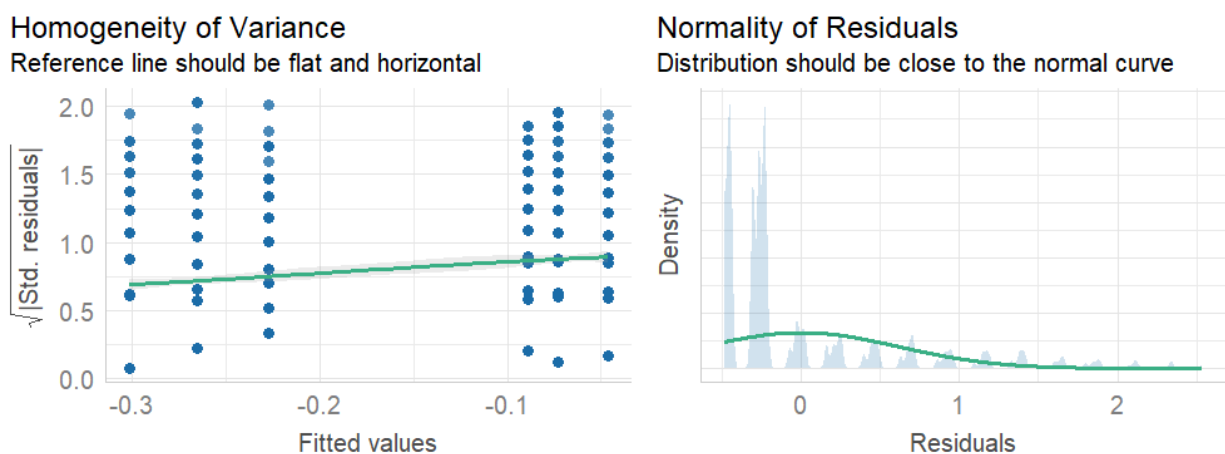 Homogeneity of Variance
Reference line should be flat and horizontal
2.0
1.5
1.0
0.5
0.0
√|Std. residuals|
-0.3
-0.2
-0.1
Fitted values
Normality of Residuals
Distribution should be close to the normal curve
Density
0
1
2
Residuals